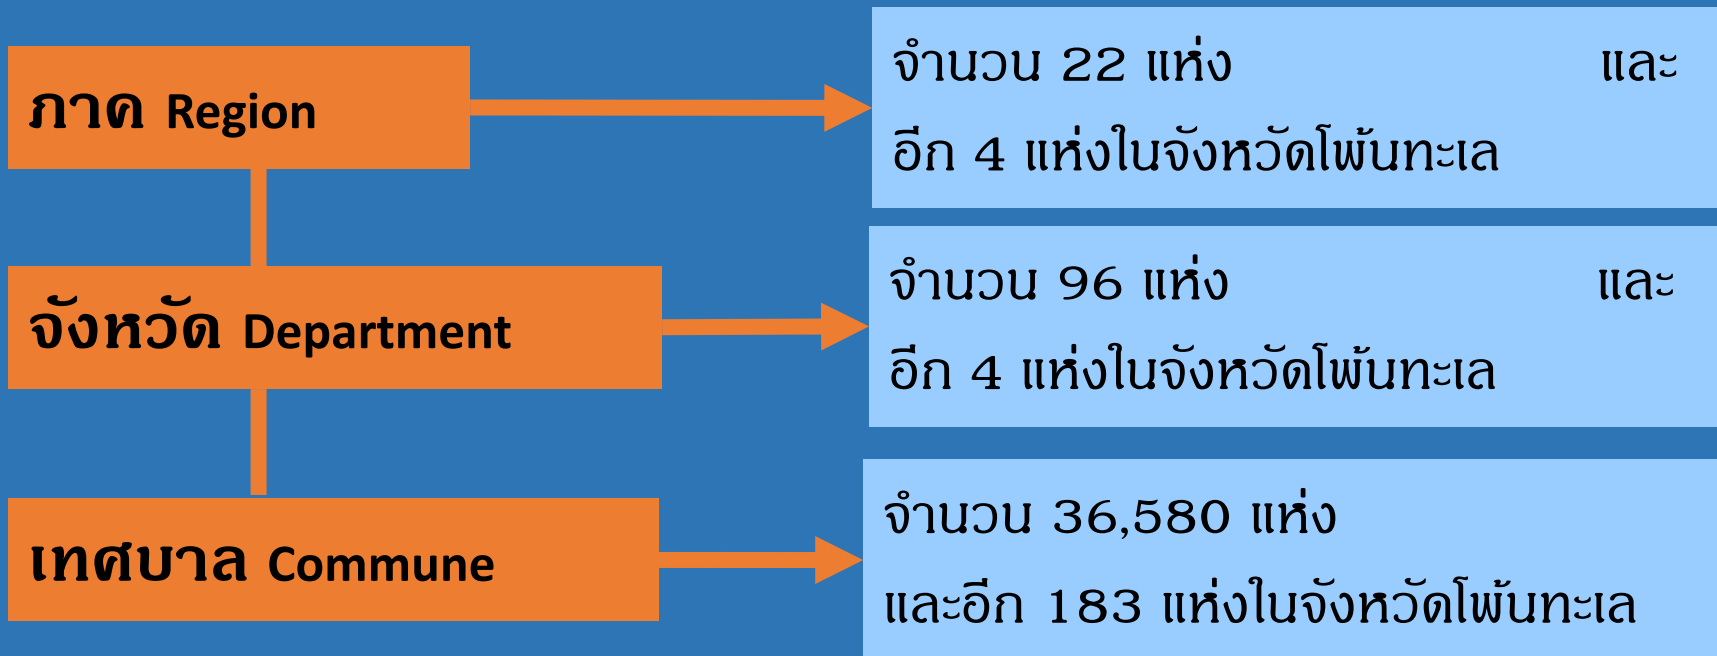 ภาค Region
จำนวน 22 แห่ง และ
อีก 4 แห่งในจังหวัดโพ้นทะเล
จังหวัด Department
จำนวน 96 แห่ง และ
อีก 4 แห่งในจังหวัดโพ้นทะเล
เทศบาล Commune
จำนวน 36,580 แห่ง
และอีก 183 แห่งในจังหวัดโพ้นทะเล